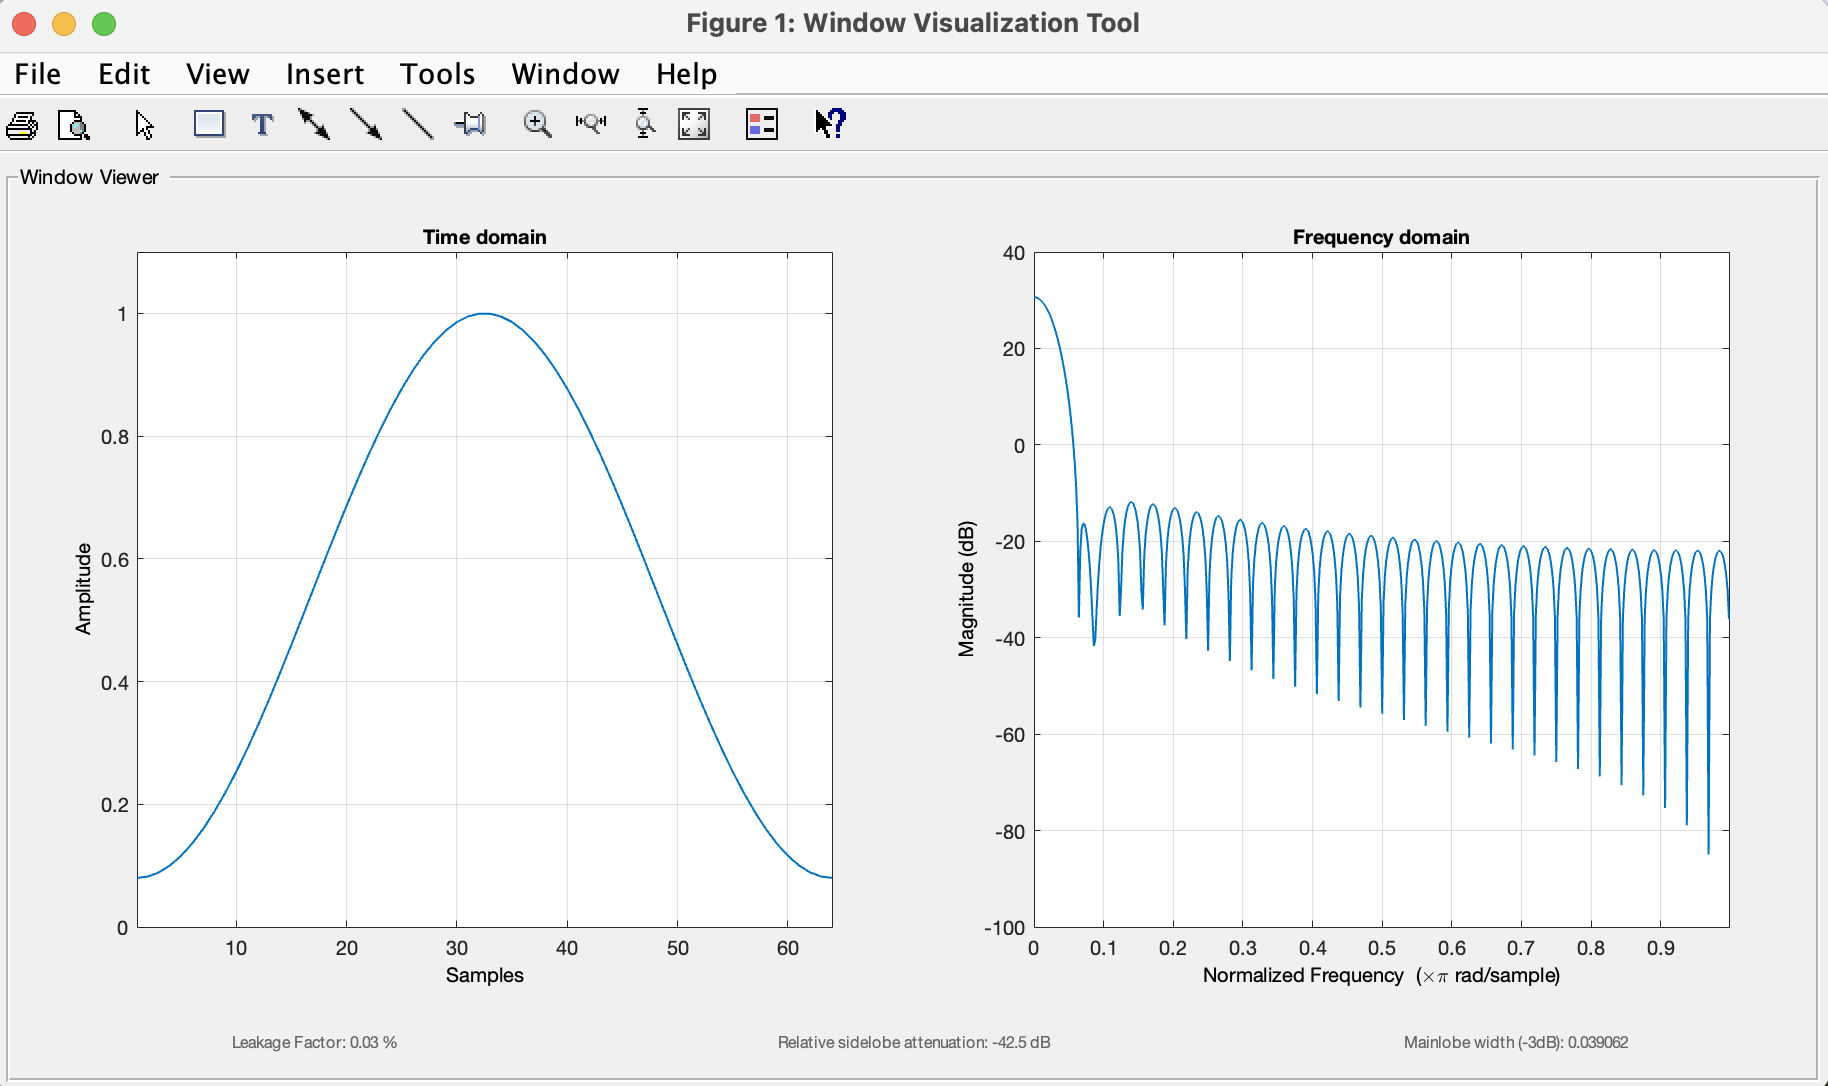 Figure 1: Window Visualization Tool
File Edit View Insert Tools Window Help
T
?
Window Viewer
Time domain
1
0.8
0.6
0.4
0.2
0
Amplitude
10 20 30 40 50 60
Samples
Frequency domain
40
20
0
-20
-40
-60
-80
-100
Magnitude (dB)
0 0.1 0.2 0.3 0.4 0.5 0.6 0.7 0.8 0.9
Normalized Frequency (×π rad/sample)
Leakage Factor: 0.03 %
Relative sidelobe attenuation: -42.5 dB
Mainlobe width (-3dB): 0.039062